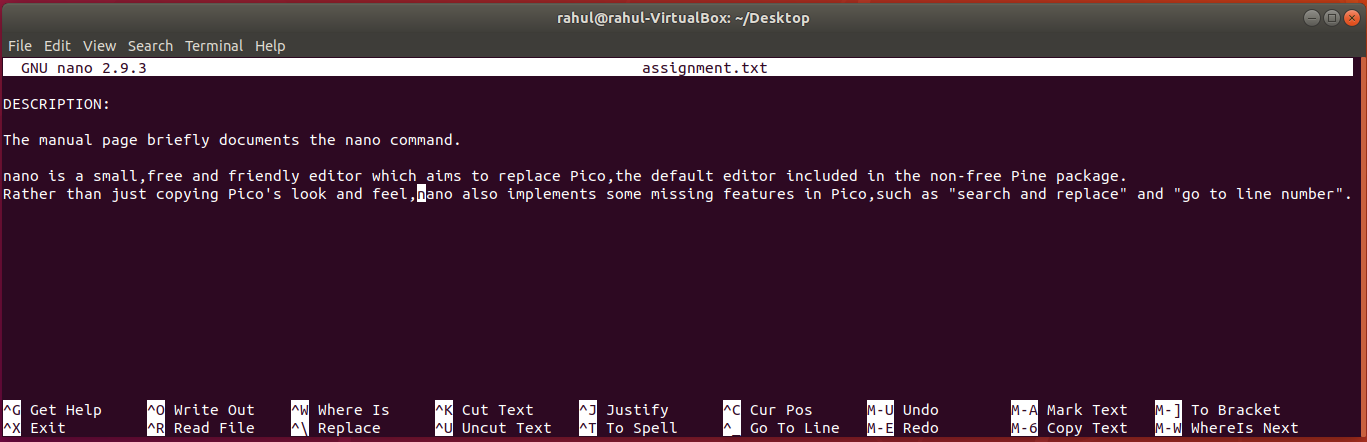 rahul@rahul-VirtualBox: ~/Desktop
File Edit View Search Terminal Help
GNU nano 2.9.3 assignment.txt
DESCRIPTION:
The manual page briefly documents the nano command.
nano is a small,free and friendly editor which aims to replace Pico,the default editor included in the non-free Pine package.
Rather than just copying Pico's look and feel,nano also implements some missing features in Pico,such as "search and replace" and "go to line number".
^G Get Help ^O Write Out ^W Where Is ^K Cut Text ^J Justify ^C Cur Pos M-U Undo M-A Mark Text M-] To Bracket
^X Exit ^R Read File ^\ Replace ^U Uncut Text ^T To Spell ^_ Go To Line M-E Redo M-6 Copy Text M-W WhereIs Next